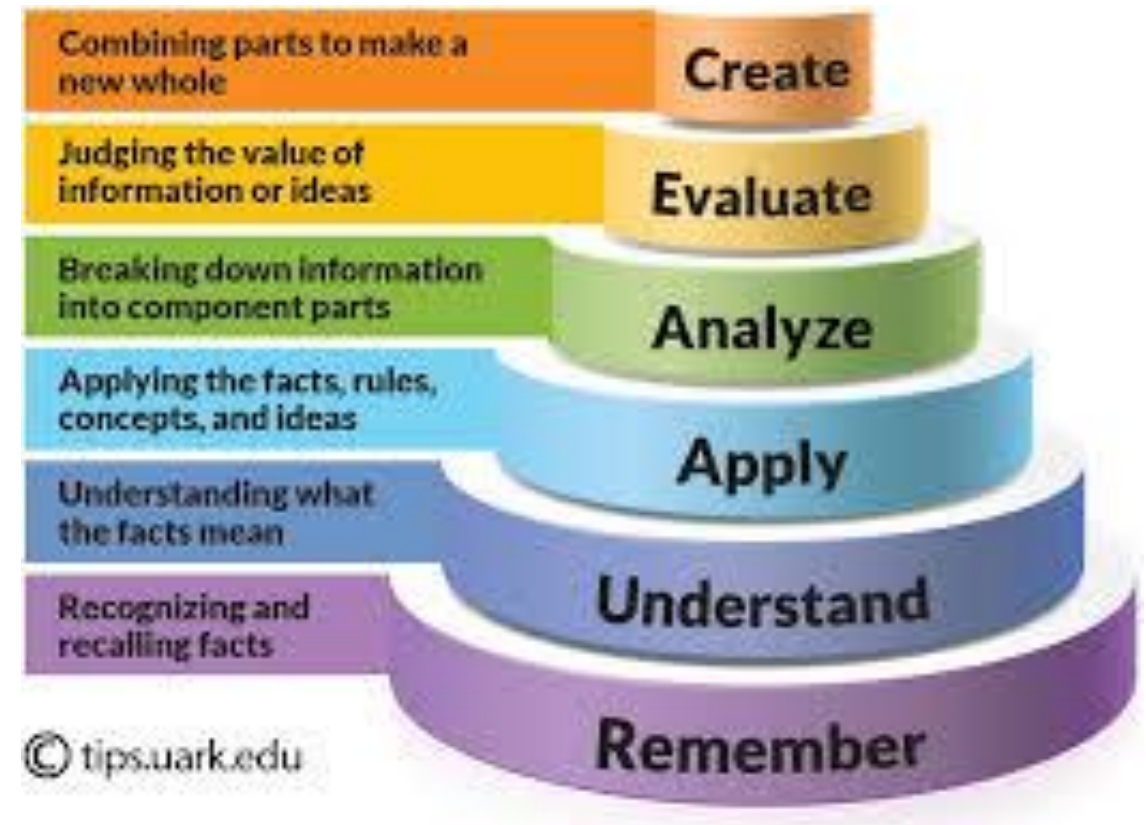 Combining parts to make a
new whole
Create
Judging the value of
information or ideas
Evaluate
Breaking down information
into component parts
Analyze
Applying the facts, rules,
concepts, and ideas
Apply
Understanding what
the facts mean
Understand
Recognizing and
recalling facts
Remember
© tips.uark.edu